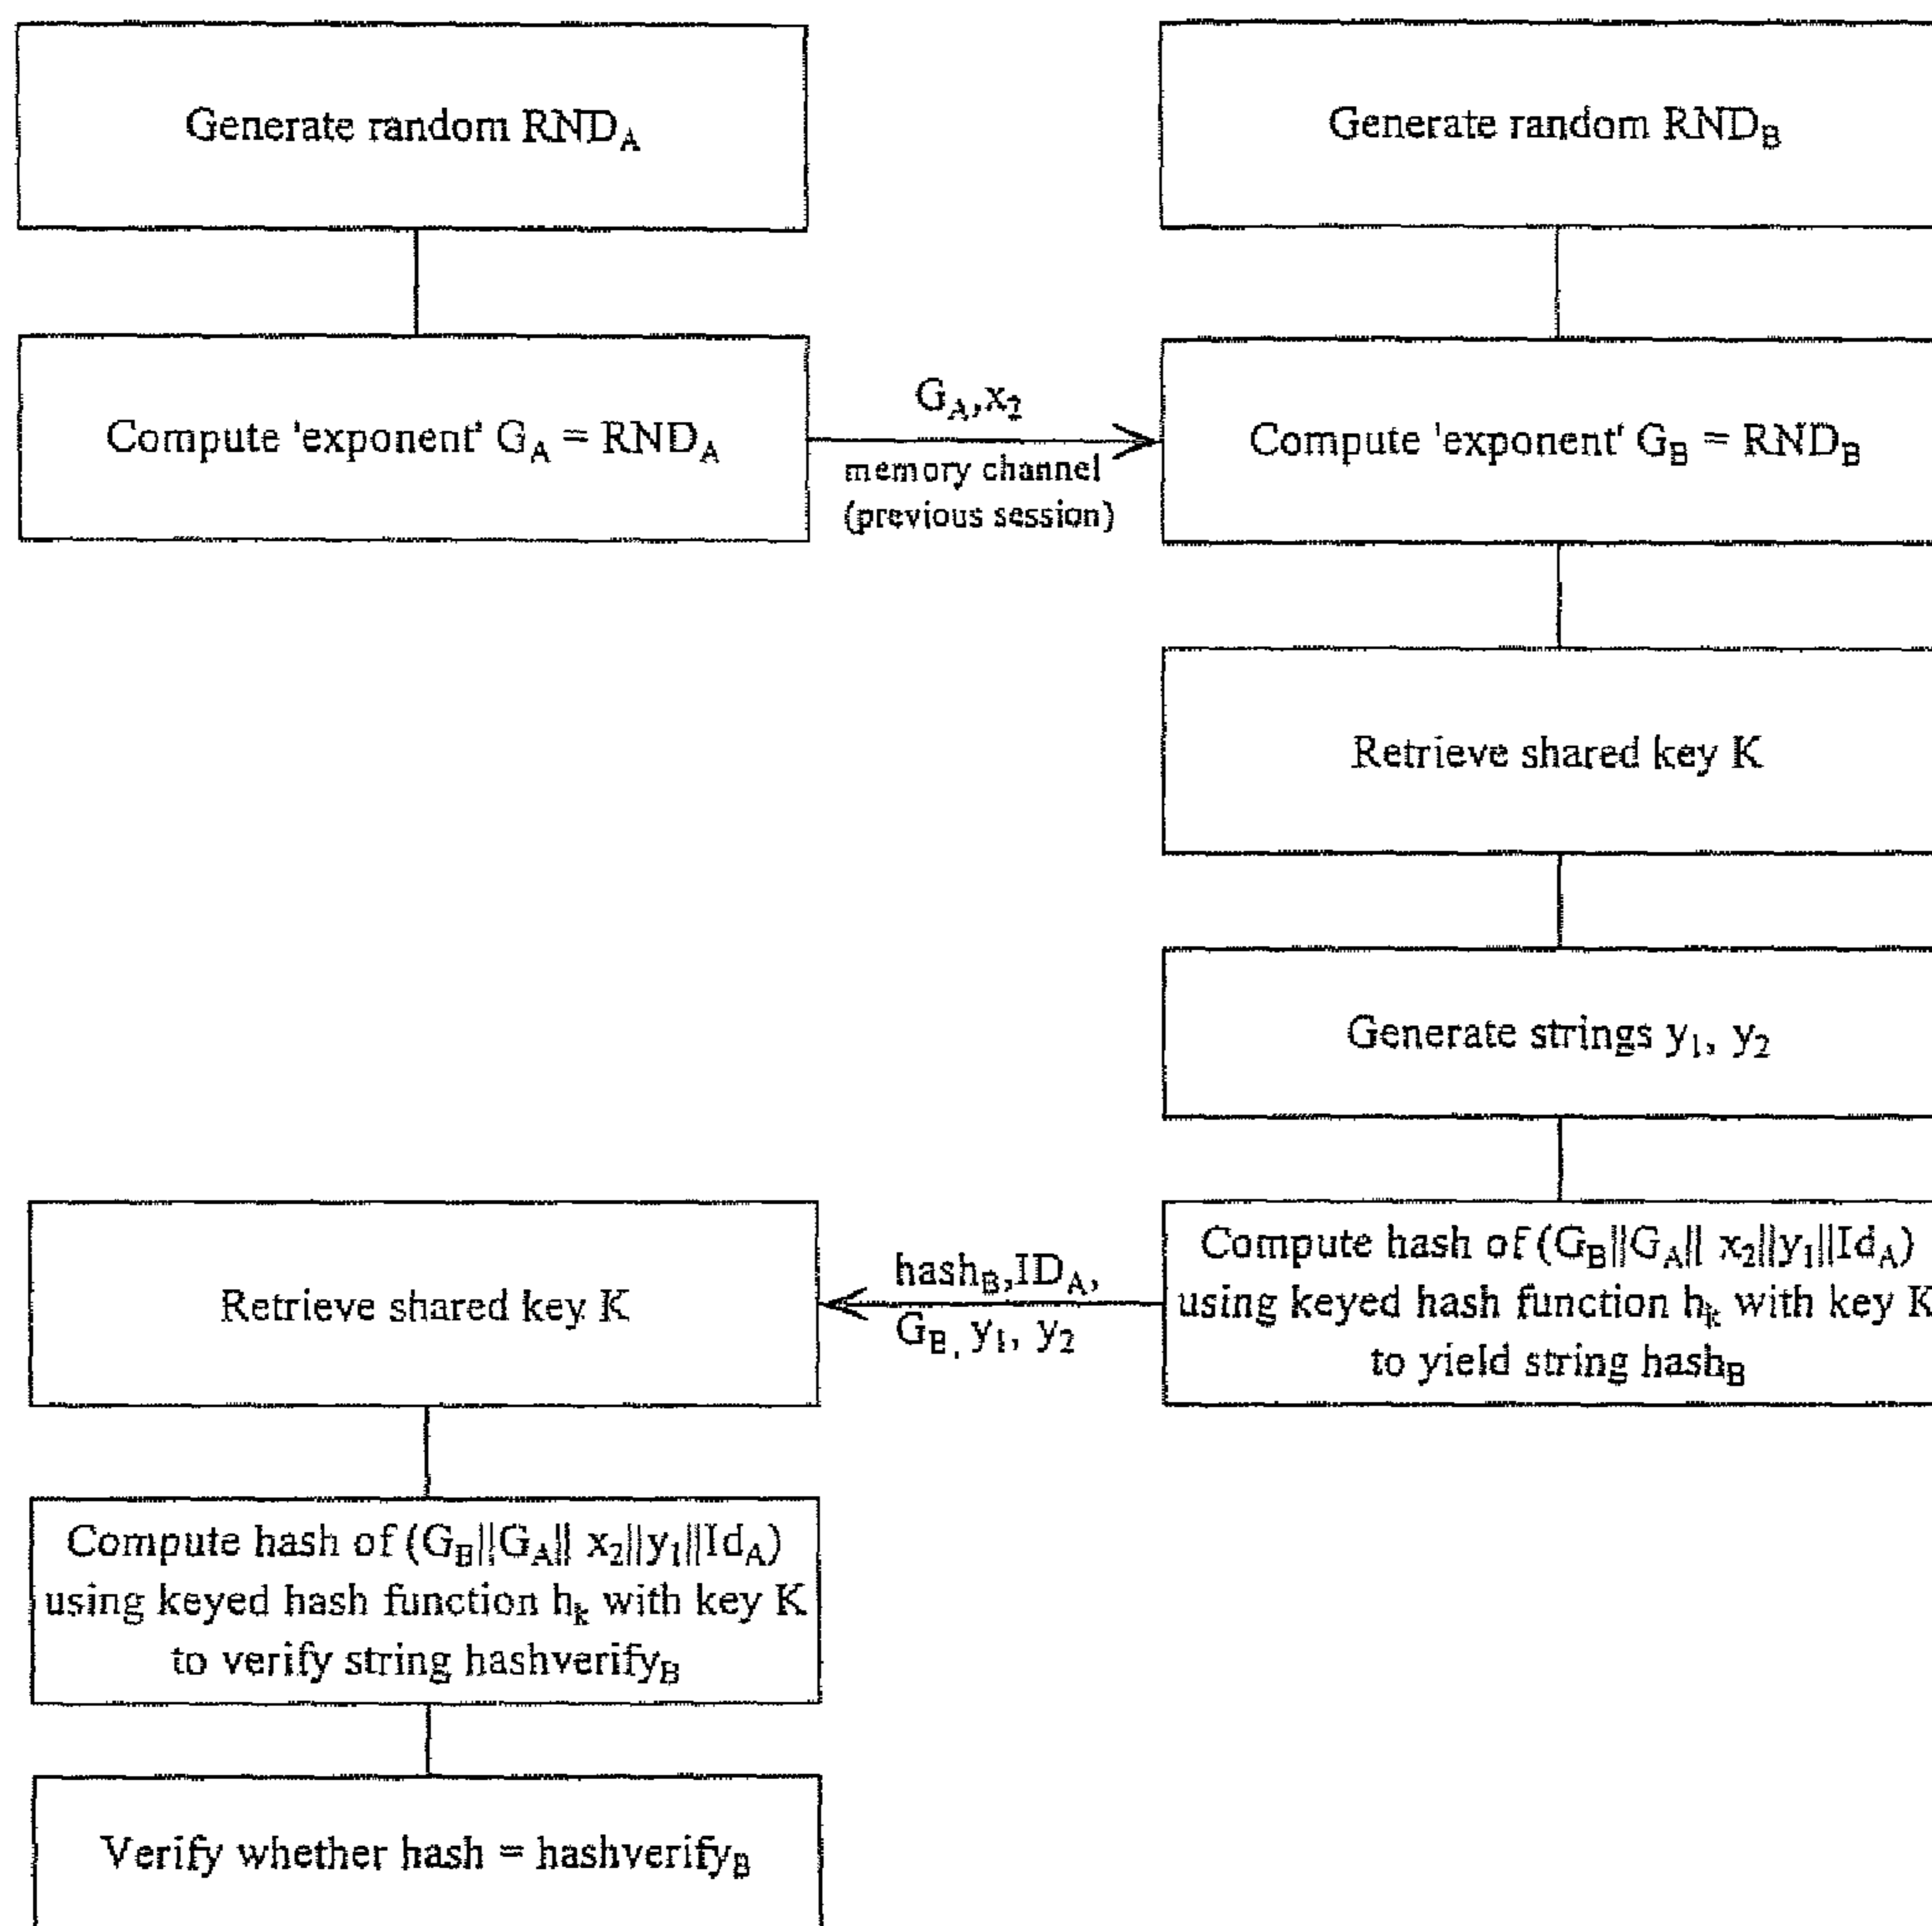 Generate random RND_A
Generate random RND_B
Compute 'exponent' G_A = RND_A
G_A,x_2
memory channel
(previous session)
Compute 'exponent' G_B = RND_B
Retrieve shared key K
Generate strings y_1, y_2
Compute hash of (G_B||G_A|| x_2||y_1||Id_A)
using keyed hash function h_k with key K
to yield string hash_B
hash_B,ID_A,
G_B, y_1, y_2
Retrieve shared key K
Compute hash of (G_B||G_A|| x_2||y_1||Id_A)
using keyed hash function h_k with key K
to verify string hashverify_B
Verify whether hash = hashverify_B